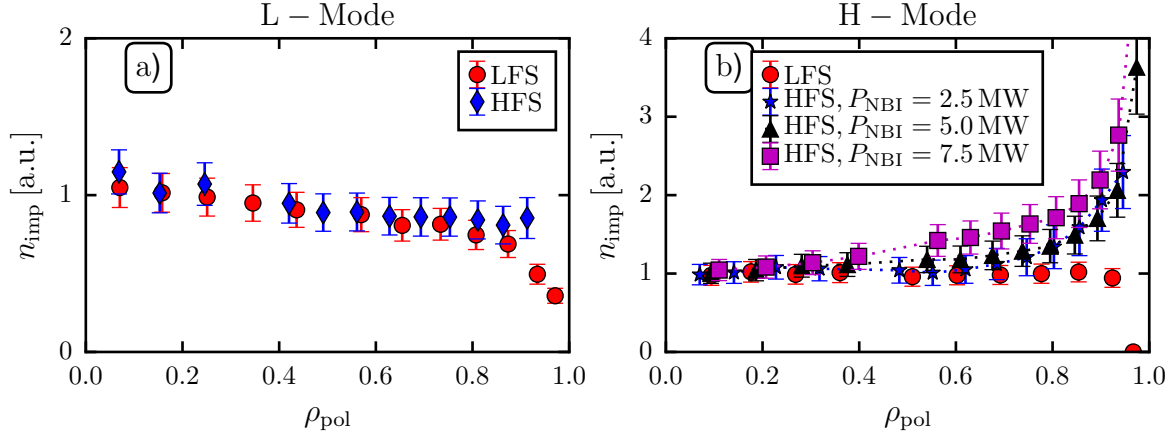 L – Mode
a)
LFS
HFS
n_imp [a.u.]
2
1
0
0.0 0.2 0.4 0.6 0.8 1.0
ρ_pol
H – Mode
b)
LFS
HFS, P_NBI = 2.5 MW
HFS, P_NBI = 5.0 MW
HFS, P_NBI = 7.5 MW
n_imp [a.u.]
4
3
2
1
0
0.0 0.2 0.4 0.6 0.8 1.0
ρ_pol